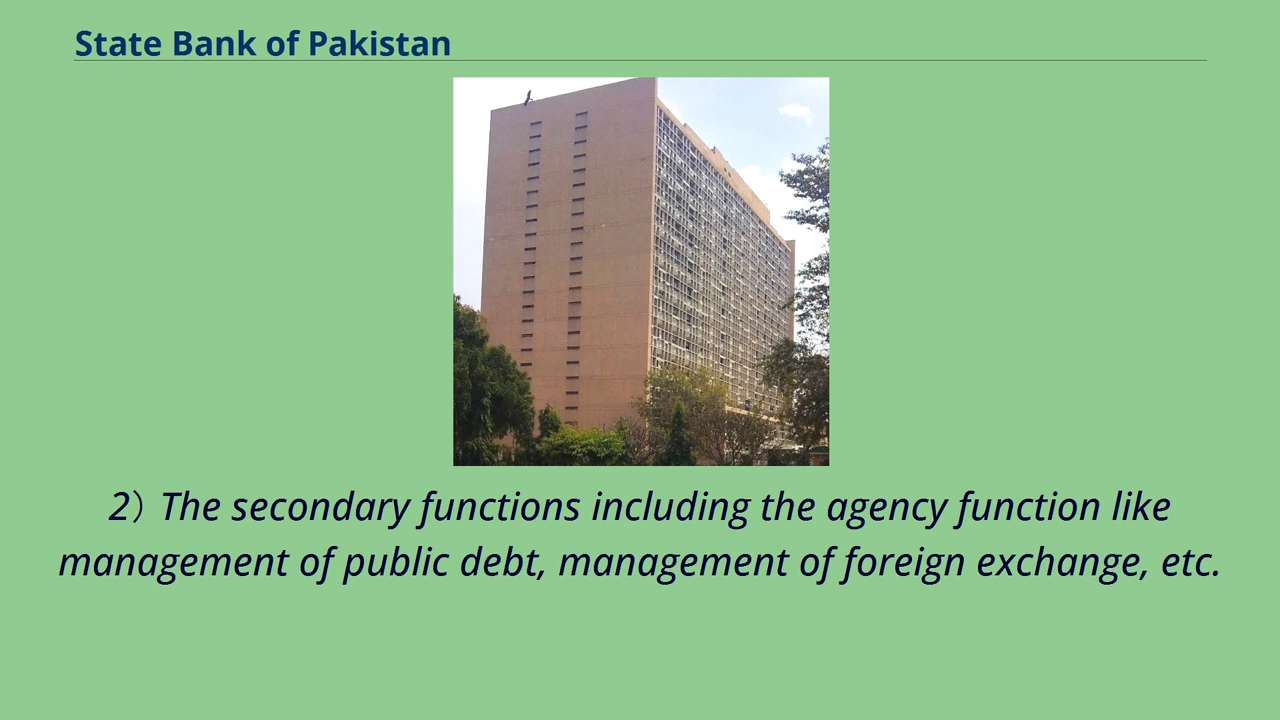 State Bank of Pakistan
2）The secondary functions including the agency function like
management of public debt, management of foreign exchange, etc.